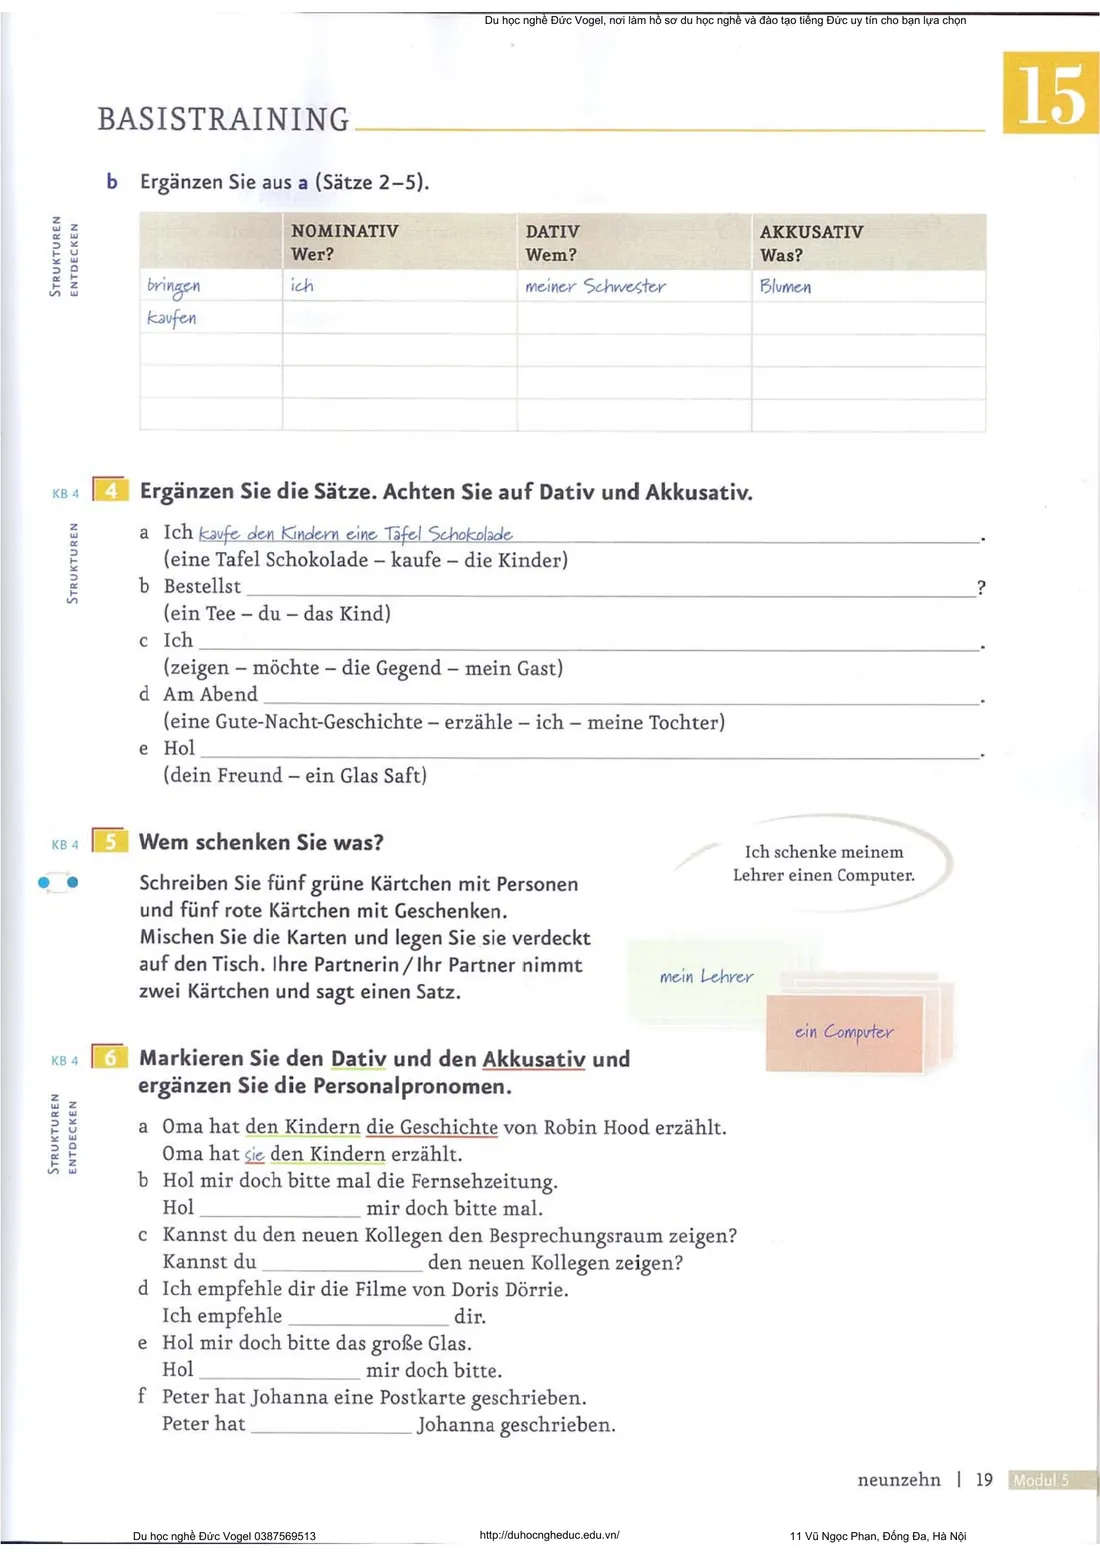 Du học nghề Đức Vogel, nơi làm hồ sơ du học nghề và đào tạo tiếng Đức uy tín cho bạn lựa chọn
15
BASISTRAINING
b Ergänzen Sie aus a (Sätze 2–5).
STRUKTUREN
ENTDECKEN
NOMINATIV DATIV AKKUSATIV
Wer? Wem? Was?
bringen ich meiner Schwester Blumen
kaufen
KB 4 4 Ergänzen Sie die Sätze. Achten Sie auf Dativ und Akkusativ.
STRUKTUREN
a Ich kaufe den Kindern eine Tafel Schokolade.
(eine Tafel Schokolade – kaufe – die Kinder)
b Bestellst ?
(ein Tee – du – das Kind)
c Ich .
(zeigen – möchte – die Gegend – mein Gast)
d Am Abend .
(eine Gute-Nacht-Geschichte – erzähle – ich – meine Tochter)
e Hol .
(dein Freund – ein Glas Saft)
KB 4 5 Wem schenken Sie was?
Schreiben Sie fünf grüne Kärtchen mit Personen
und fünf rote Kärtchen mit Geschenken.
Mischen Sie die Karten und legen Sie sie verdeckt
auf den Tisch. Ihre Partnerin / Ihr Partner nimmt
zwei Kärtchen und sagt einen Satz.
Ich schenke meinem
Lehrer einen Computer.
mein Lehrer
ein Computer
KB 4 6 Markieren Sie den Dativ und den Akkusativ und
ergänzen Sie die Personalpronomen.
STRUKTUREN
ENTDECKEN
a Oma hat den Kindern die Geschichte von Robin Hood erzählt.
Oma hat sie den Kindern erzählt.
b Hol mir doch bitte mal die Fernsehzeitung.
Hol ________ mir doch bitte mal.
c Kannst du den neuen Kollegen den Besprechungsraum zeigen?
Kannst du ________ den neuen Kollegen zeigen?
d Ich empfehle dir die Filme von Doris Dörrie.
Ich empfehle ________ dir.
e Hol mir doch bitte das große Glas.
Hol ________ mir doch bitte.
f Peter hat Johanna eine Postkarte geschrieben.
Peter hat ________ Johanna geschrieben.
neunzehn | 19 Modul 5
Du học nghề Đức Vogel 0387569513 http://duhocngheduc.edu.vn/ 11 Vũ Ngọc Phan, Đống Đa, Hà Nội